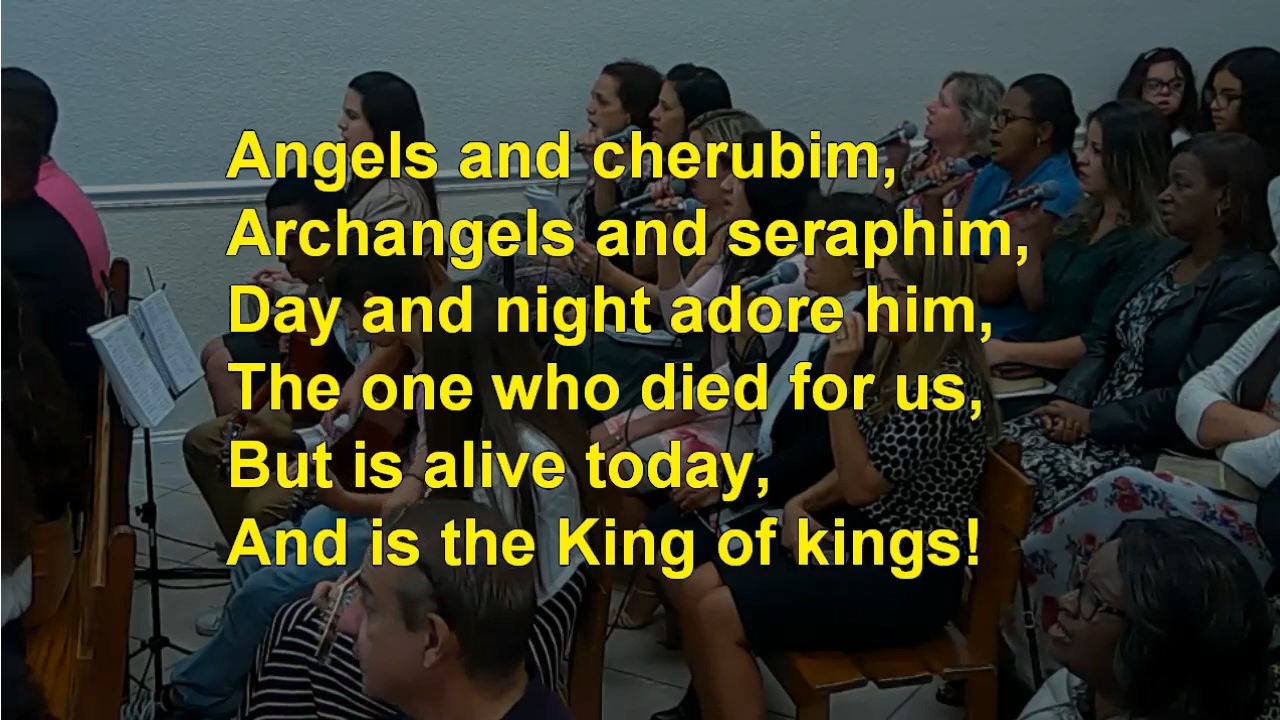 Angels and cherubim,
Archangels and seraphim,
Day and night adore him,
The one who died for us,
But is alive today,
And is the King of kings!